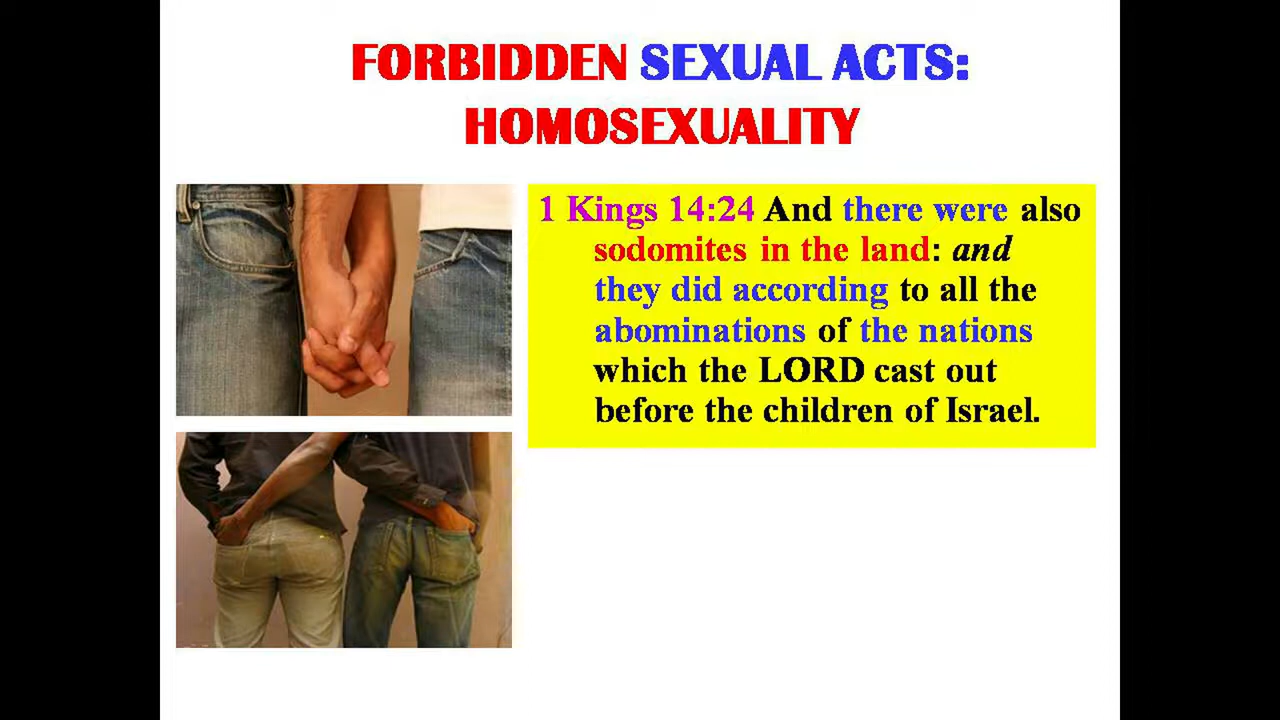 FORBIDDEN SEXUAL ACTS:
HOMOSEXUALITY
1 Kings 14:24 And there were also
sodomites in the land: and
they did according to all the
abominations of the nations
which the LORD cast out
before the children of Israel.